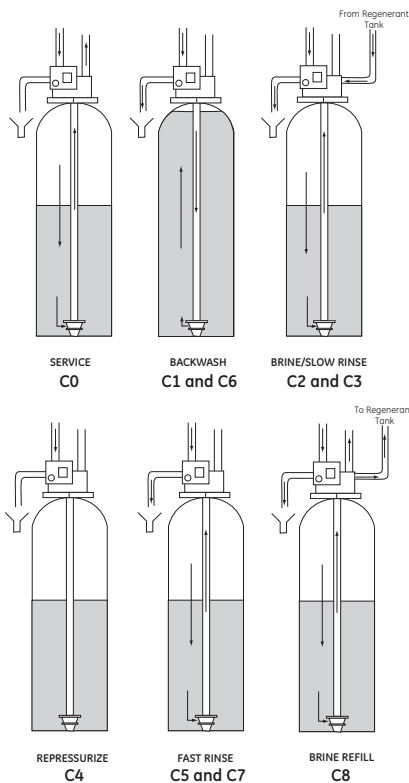 From Regenerant
Tank
SERVICE
C0
BACKWASH
C1 and C6
BRINE/SLOW RINSE
C2 and C3
To Regenerant
Tank
REPRESSURIZE
C4
FAST RINSE
C5 and C7
BRINE REFILL
C8